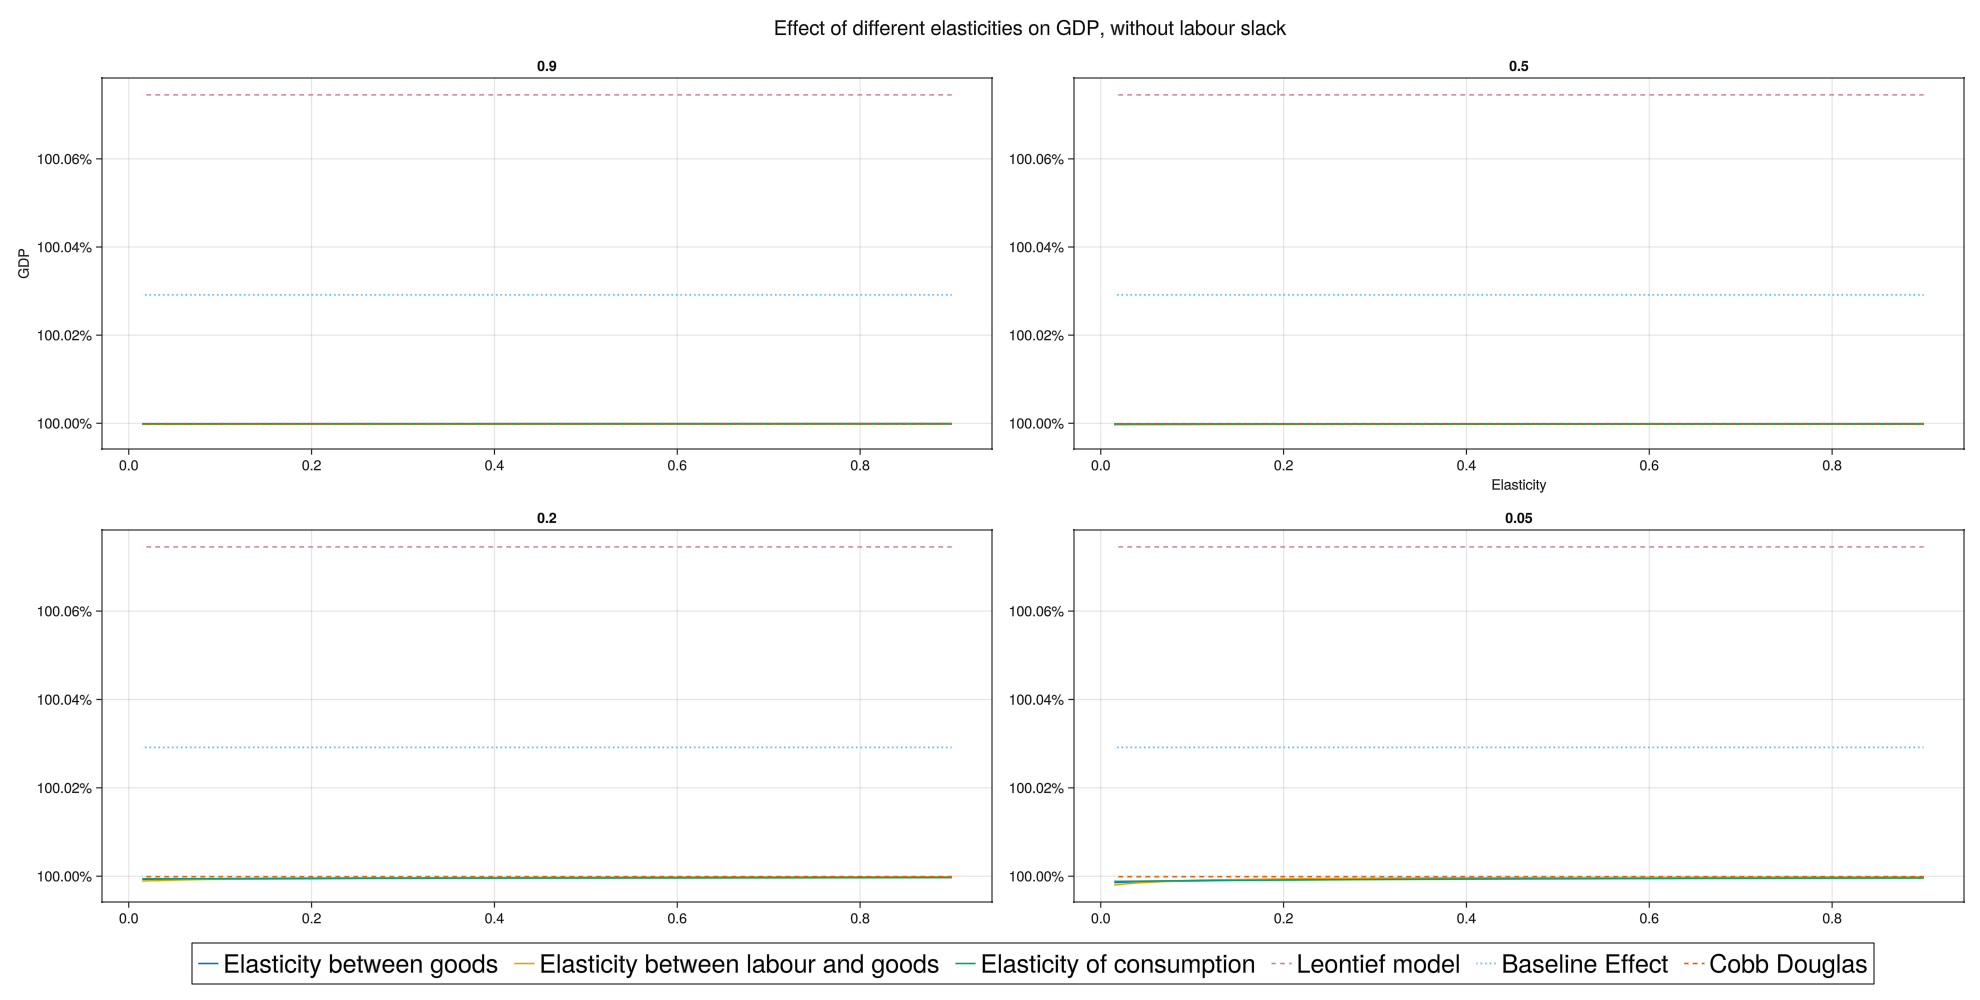 Effect of different elasticities on GDP, without labour slack
0.9
100.06%
100.04%
100.02%
100.00%
GDP
0.0 0.2 0.4 0.6 0.8
0.5
100.06%
100.04%
100.02%
100.00%
0.0 0.2 0.4 0.6 0.8
Elasticity
0.2
100.06%
100.04%
100.02%
100.00%
0.0 0.2 0.4 0.6 0.8
0.05
100.06%
100.04%
100.02%
100.00%
0.0 0.2 0.4 0.6 0.8
Elasticity between goods Elasticity between labour and goods Elasticity of consumption Leontief model Baseline Effect Cobb Douglas